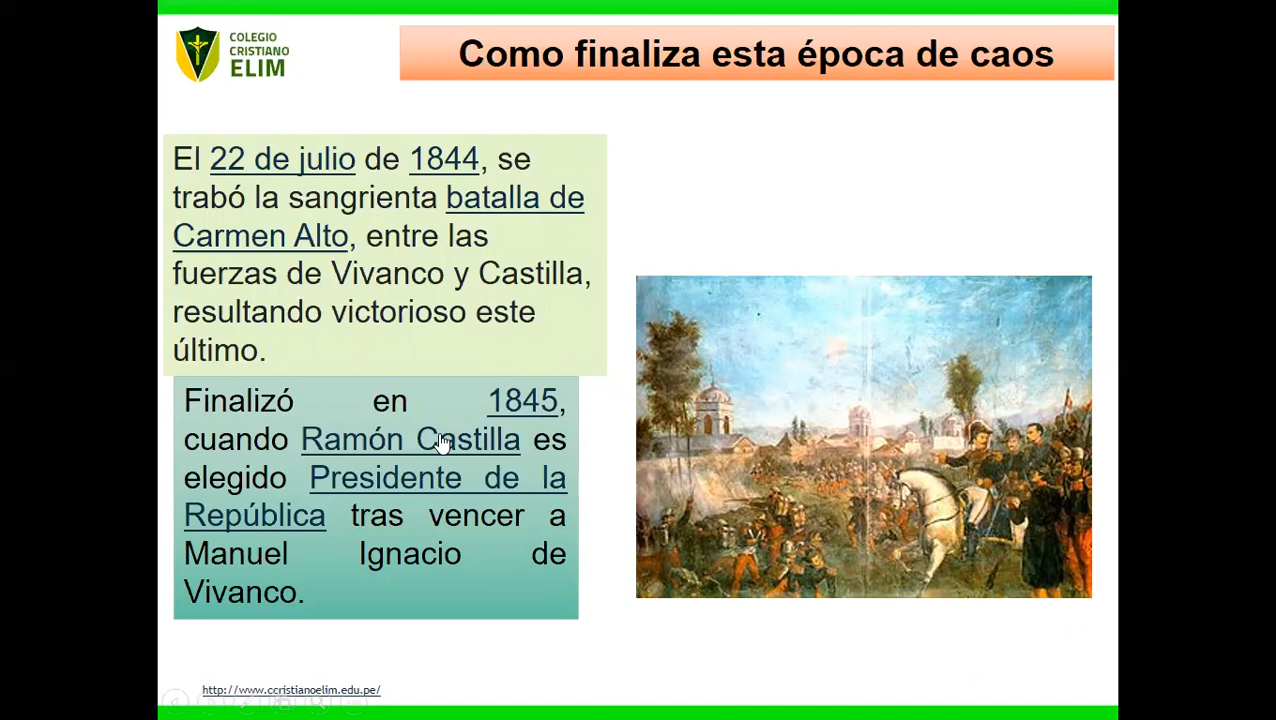 COLEGIO
CRISTIANO
ELIM
Como finaliza esta época de caos
El 22 de julio de 1844, se
trabó la sangrienta batalla de
Carmen Alto, entre las
fuerzas de Vivanco y Castilla,
resultando victorioso este
último.
Finalizó en 1845,
cuando Ramón Castilla es
elegido Presidente de la
República tras vencer a
Manuel Ignacio de
Vivanco.
http://www.ccristianoelim.edu.pe/